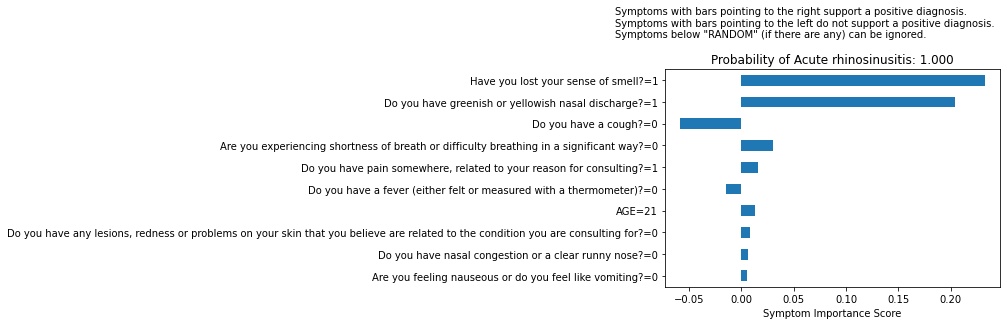 Symptoms with bars pointing to the right support a positive diagnosis.
Symptoms with bars pointing to the left do not support a positive diagnosis.
Symptoms below "RANDOM" (if there are any) can be ignored.
Probability of Acute rhinosinusitis: 1.000
Have you lost your sense of smell?=1
Do you have greenish or yellowish nasal discharge?=1
Do you have a cough?=0
Are you experiencing shortness of breath or difficulty breathing in a significant way?=0
Do you have pain somewhere, related to your reason for consulting?=1
Do you have a fever (either felt or measured with a thermometer)?=0
AGE=21
Do you have any lesions, redness or problems on your skin that you believe are related to the condition you are consulting for?=0
Do you have nasal congestion or a clear runny nose?=0
Are you feeling nauseous or do you feel like vomiting?=0
−0.05 0.00 0.05 0.10 0.15 0.20
Symptom Importance Score